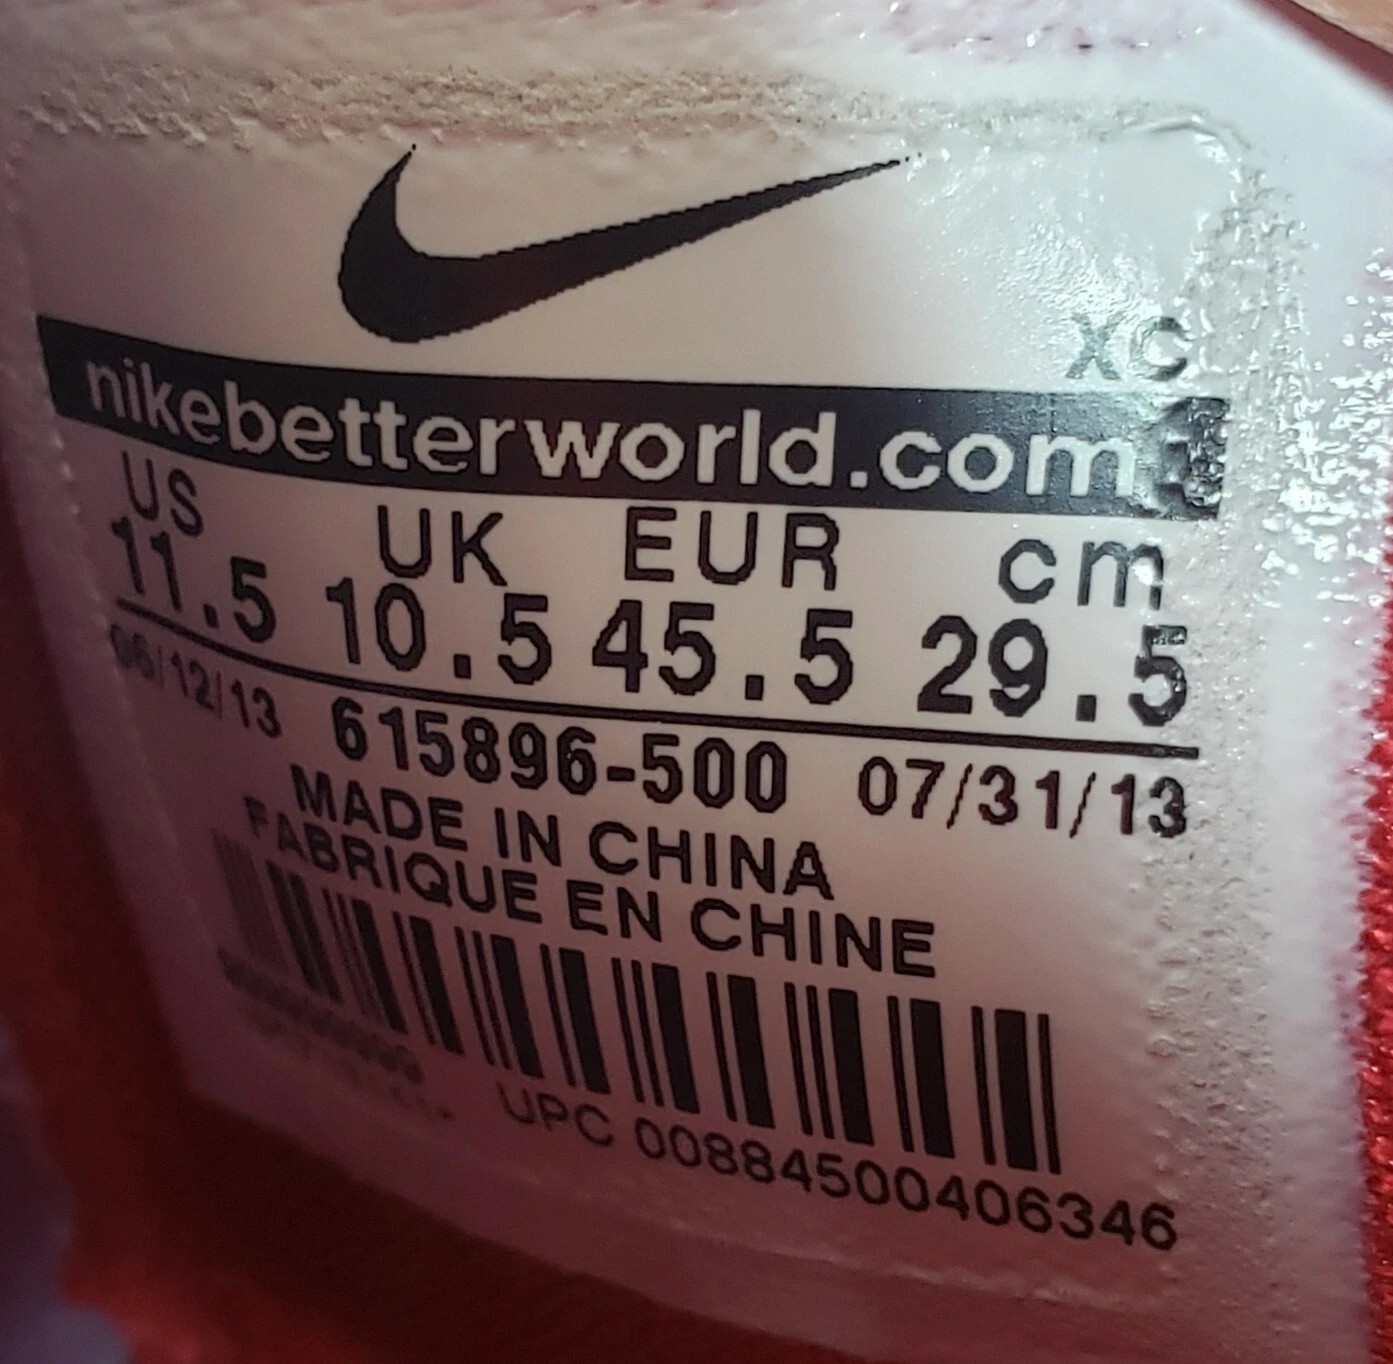 XC
nikebetterworld.com
US UK EUR cm
11.5 10.5 45.5 29.5
06/12/13 615896-500 07/31/13
MADE IN CHINA
FABRIQUE EN CHINE
UPC 00884500406346